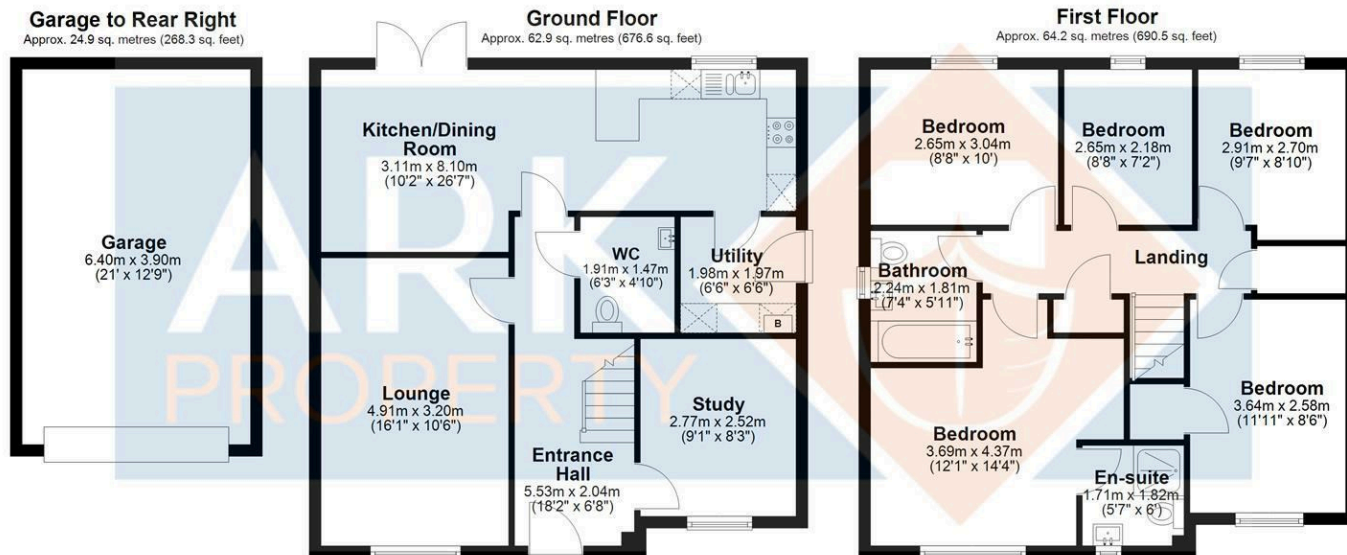 Garage to Rear Right
Approx. 24.9 sq. metres (268.3 sq. feet)
Garage
6.40m x 3.90m
(21' x 12'9")
Ground Floor
Approx. 62.9 sq. metres (676.6 sq. feet)
Kitchen/Dining
Room
3.11m x 8.10m
(10'2" x 26'7")
WC
1.91m x 1.47m
(6'3" x 4'10")
Utility
1.98m x 1.97m
(6'6" x 6'6")
B
Lounge
4.91m x 3.20m
(16'1" x 10'6")
Study
2.77m x 2.52m
(9'1" x 8'3")
Entrance
Hall
5.53m x 2.04m
(18'2" x 6'8")
First Floor
Approx. 64.2 sq. metres (690.5 sq. feet)
Bedroom
2.65m x 3.04m
(8'8" x 10')
Bedroom
2.65m x 2.18m
(8'8" x 7'2")
Bedroom
2.91m x 2.70m
(9'7" x 8'10")
Bathroom
2.24m x 1.81m
(7'4" x 5'11")
Landing
Bedroom
3.69m x 4.37m
(12'1" x 14'4")
Bedroom
3.64m x 2.58m
(11'11" x 8'6")
En-suite
1.71m x 1.82m
(5'7" x 6')
ARK
PROPERTY